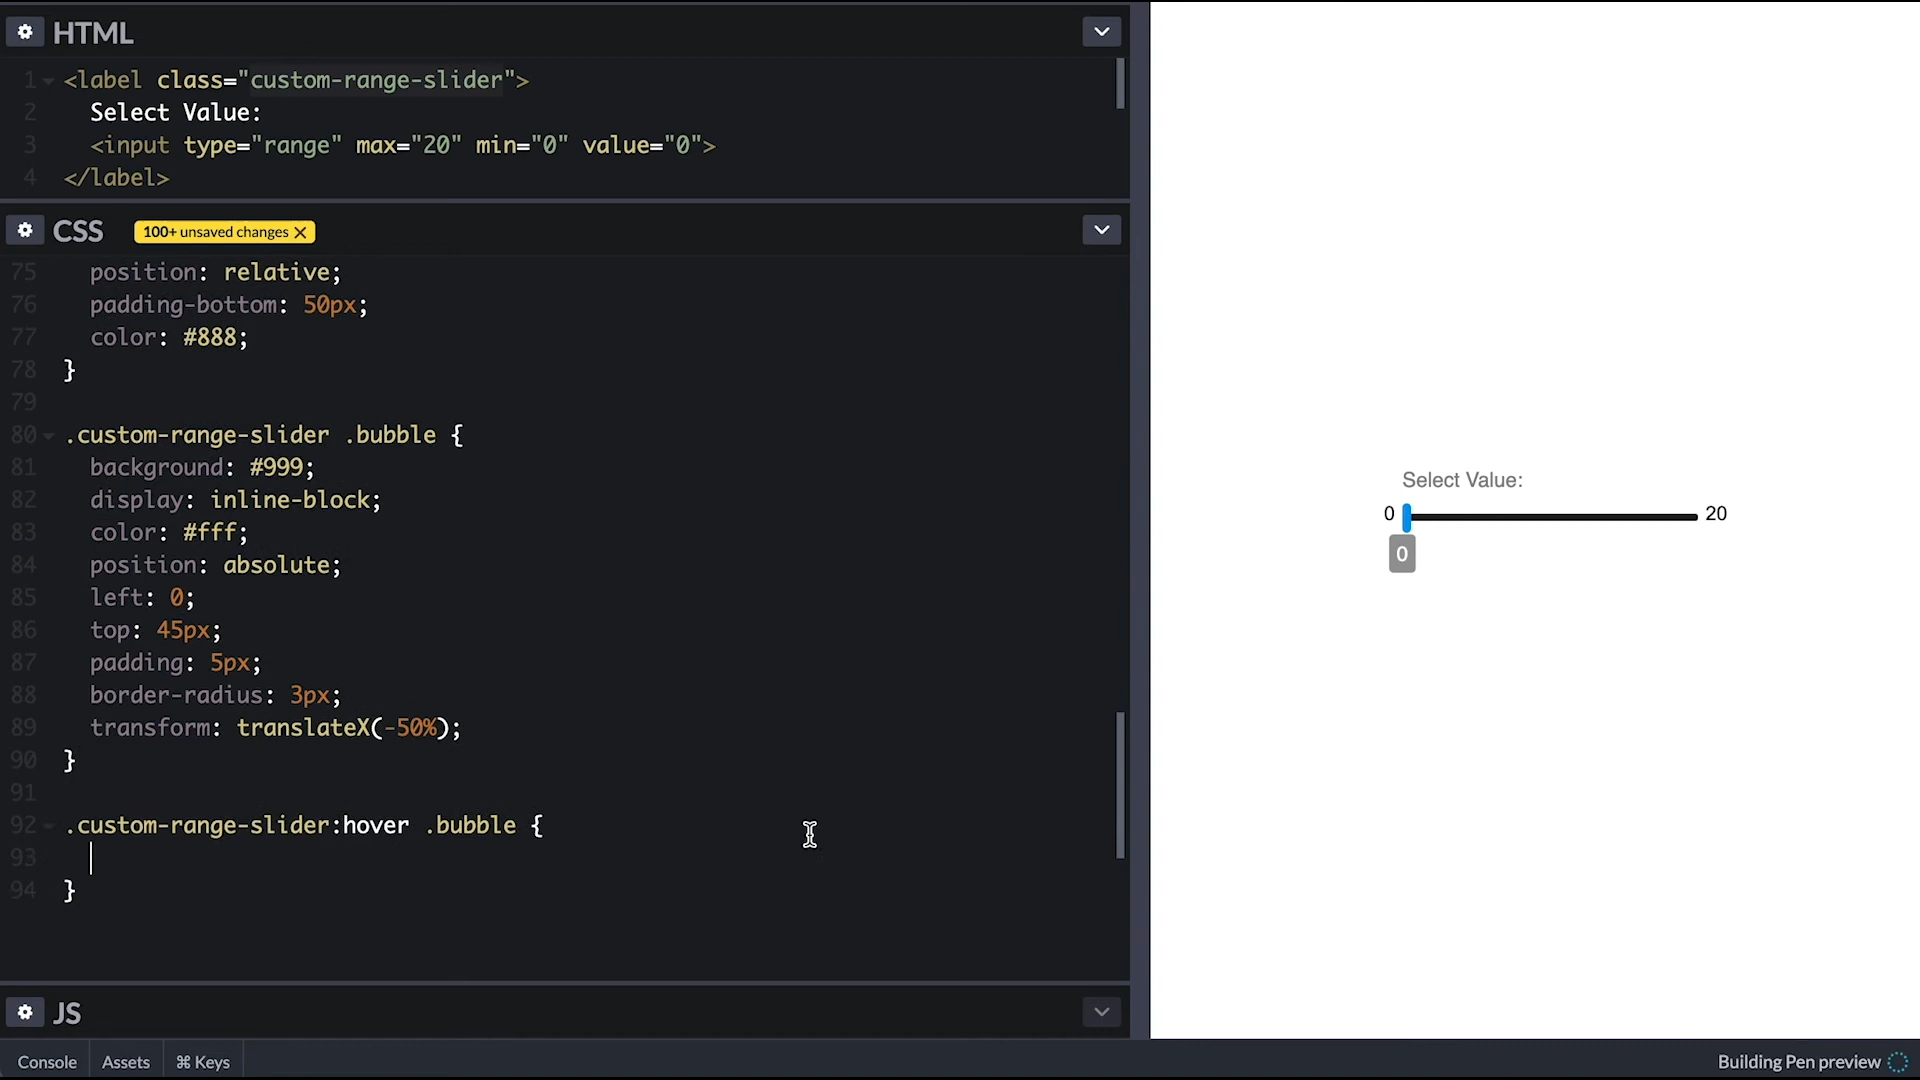 HTML
1 <label class="custom-range-slider">
2 Select Value:
3 <input type="range" max="20" min="0" value="0">
4 </label>
CSS 100+ unsaved changes X
75 position: relative;
76 padding-bottom: 50px;
77 color: #888;
78 }
79
80 .custom-range-slider .bubble {
81 background: #999;
82 display: inline-block;
83 color: #fff;
84 position: absolute;
85 left: 0;
86 top: 45px;
87 padding: 5px;
88 border-radius: 3px;
89 transform: translateX(-50%);
90 }
91
92 .custom-range-slider:hover .bubble {
93
94 }
JS
Console Assets ⌘ Keys
Select Value:
0 20
0
Building Pen preview